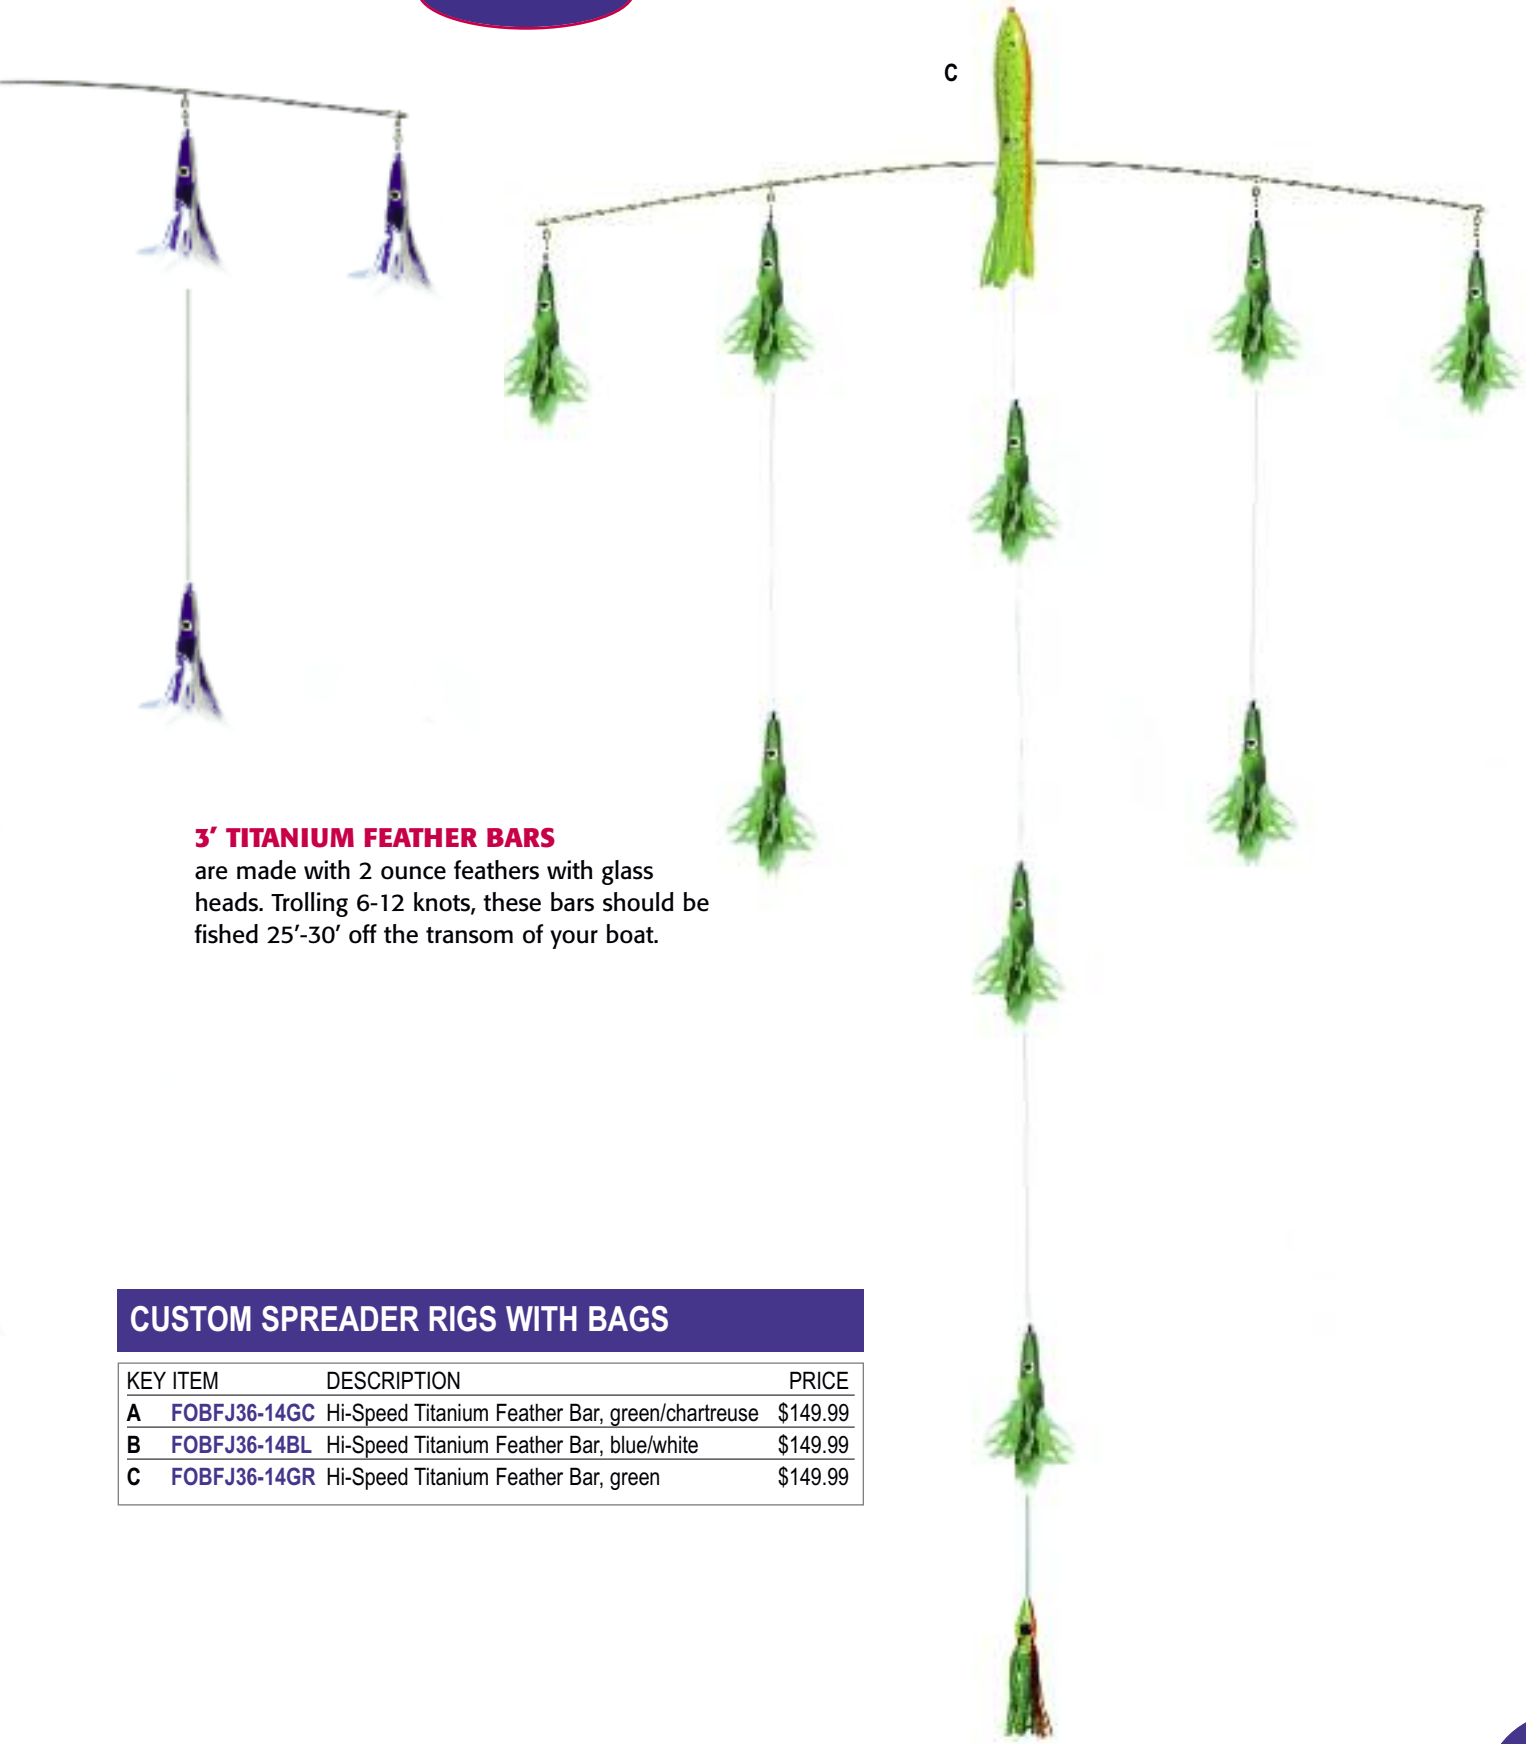 C
3′ TITANIUM FEATHER BARS
are made with 2 ounce feathers with glass
heads. Trolling 6-12 knots, these bars should be
fished 25′-30′ off the transom of your boat.
CUSTOM SPREADER RIGS WITH BAGS
KEY ITEM DESCRIPTION PRICE
A FOBFJ36-14GC Hi-Speed Titanium Feather Bar, green/chartreuse $149.99
B FOBFJ36-14BL Hi-Speed Titanium Feather Bar, blue/white $149.99
C FOBFJ36-14GR Hi-Speed Titanium Feather Bar, green $149.99